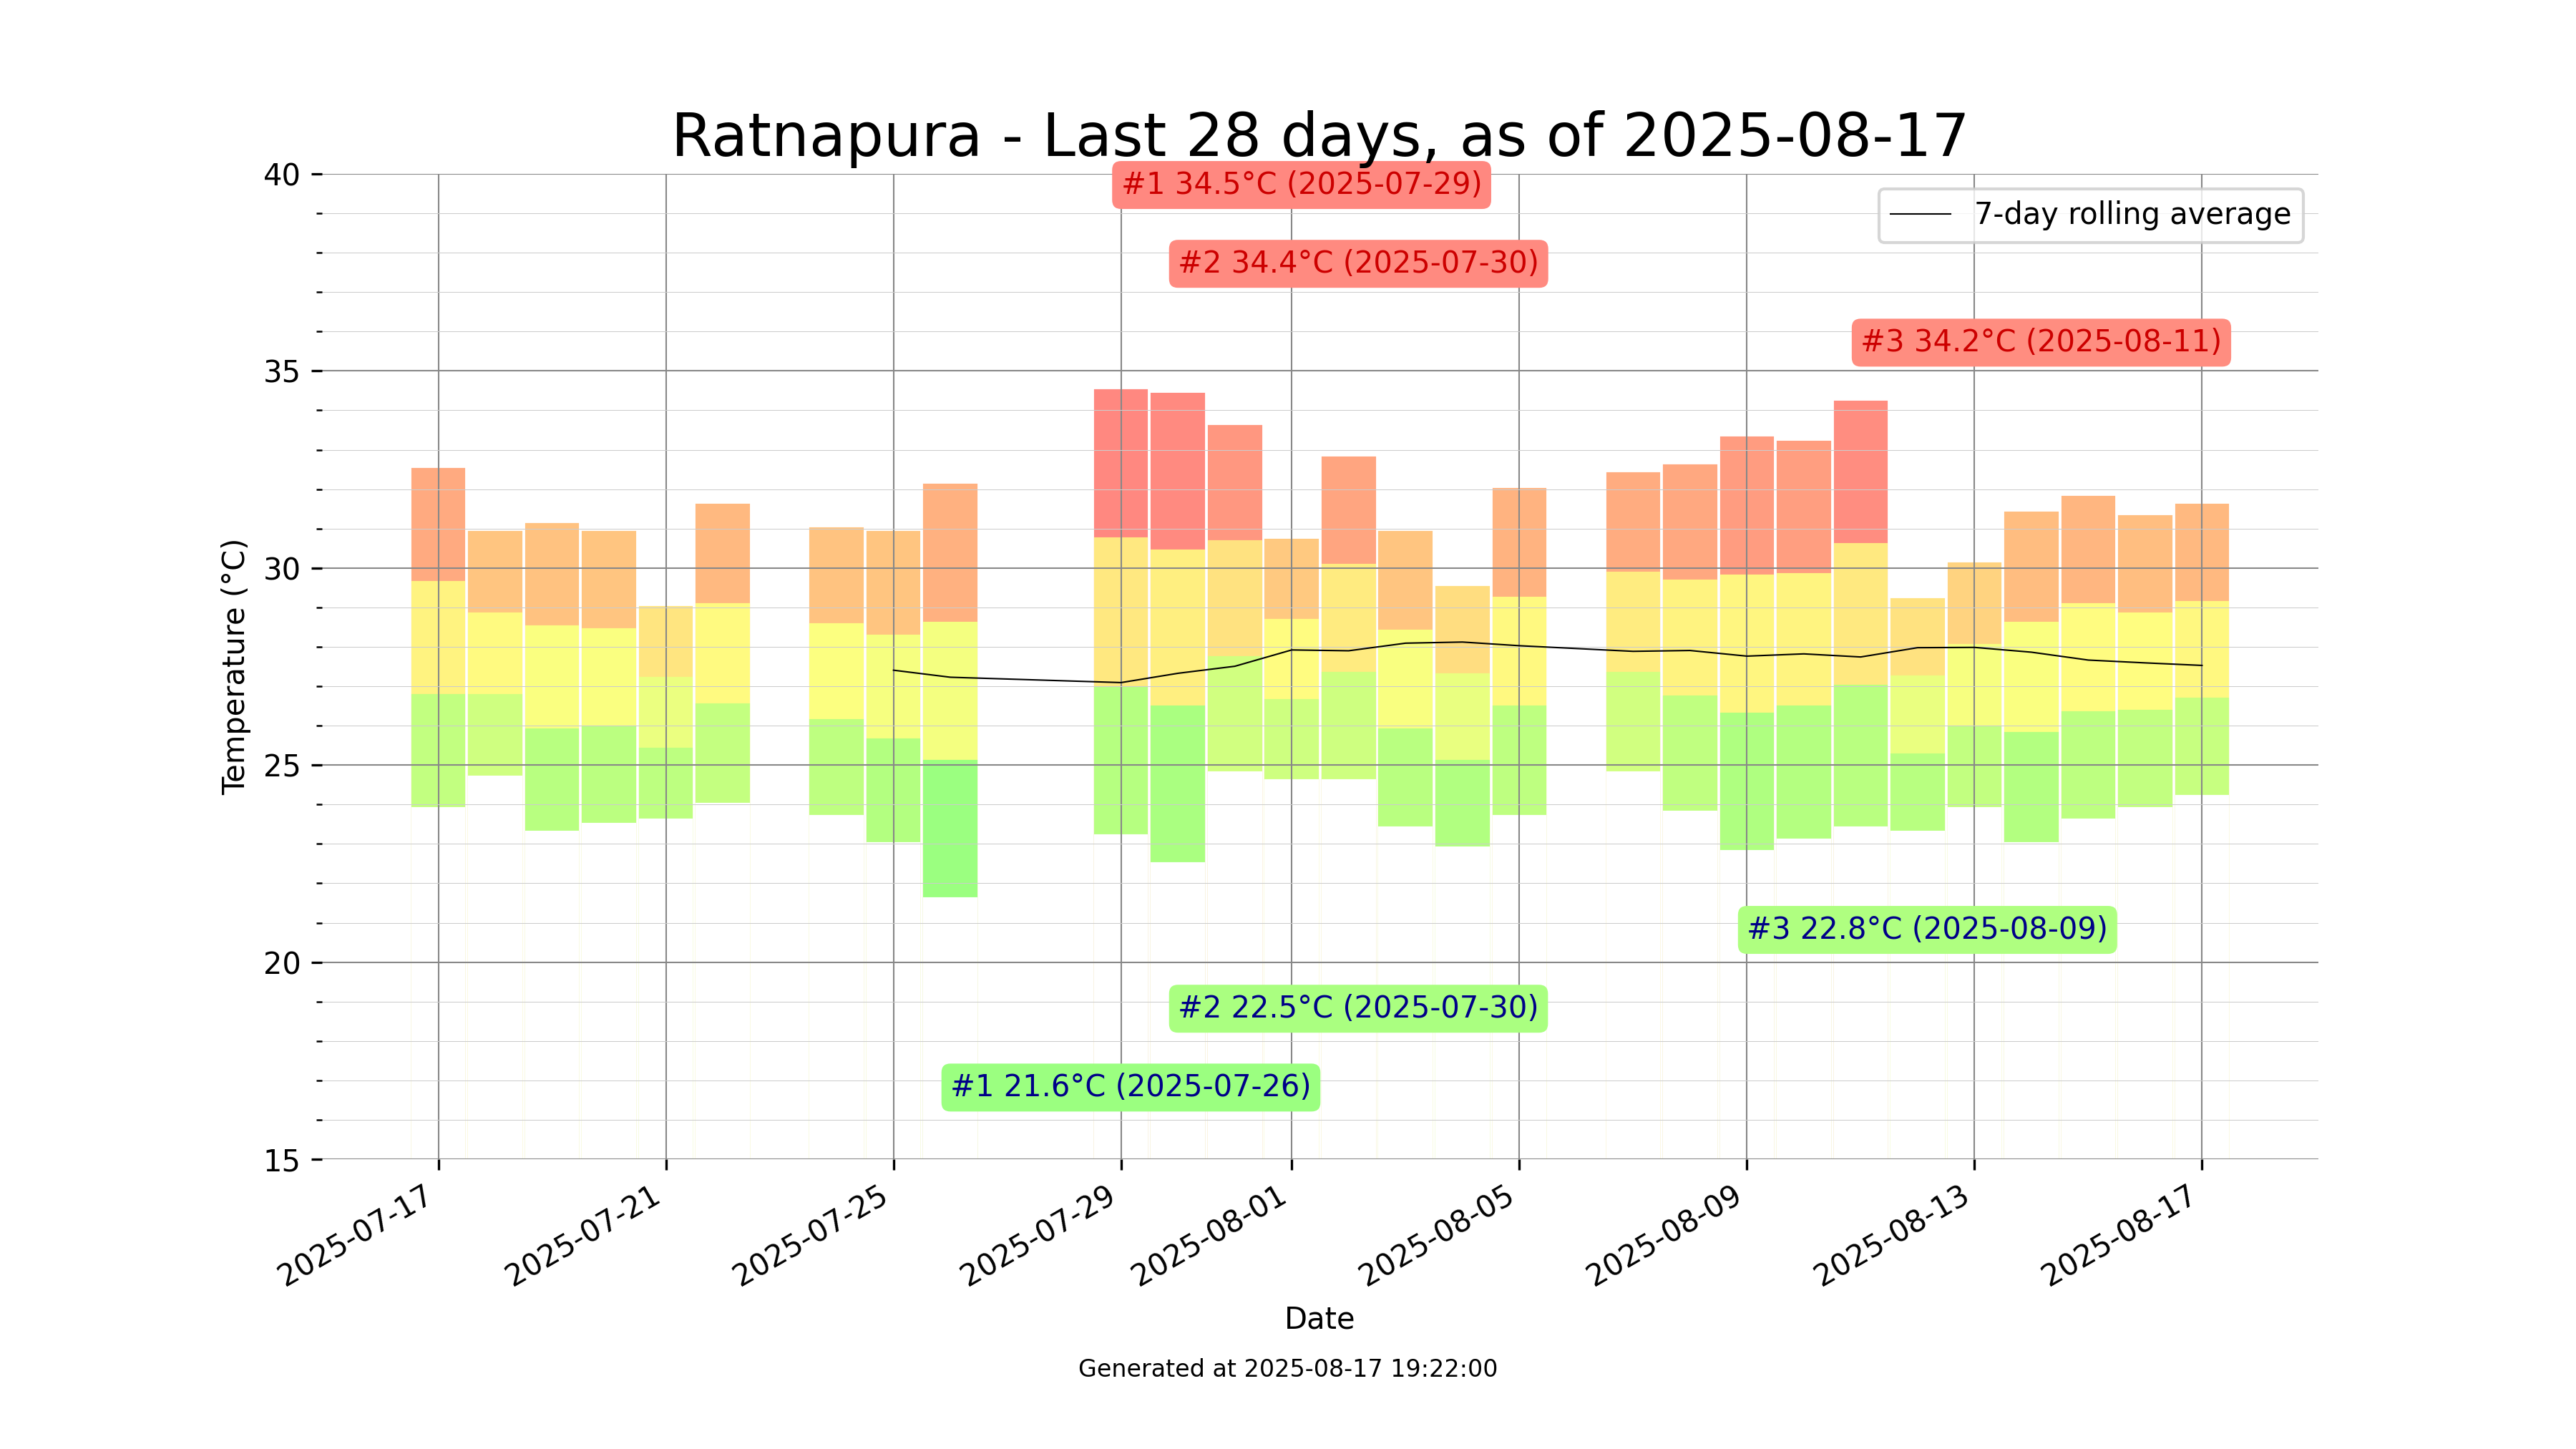 Ratnapura - Last 28 days, as of 2025-08-17
#1 34.5°C (2025-07-29)
7-day rolling average
#2 34.4°C (2025-07-30)
#3 34.2°C (2025-08-11)
#3 22.8°C (2025-08-09)
#2 22.5°C (2025-07-30)
#1 21.6°C (2025-07-26)
Temperature (°C)
40
35
30
25
20
15
2025-07-17
2025-07-21
2025-07-25
2025-07-29
2025-08-01
2025-08-05
2025-08-09
2025-08-13
2025-08-17
Date
Generated at 2025-08-17 19:22:00